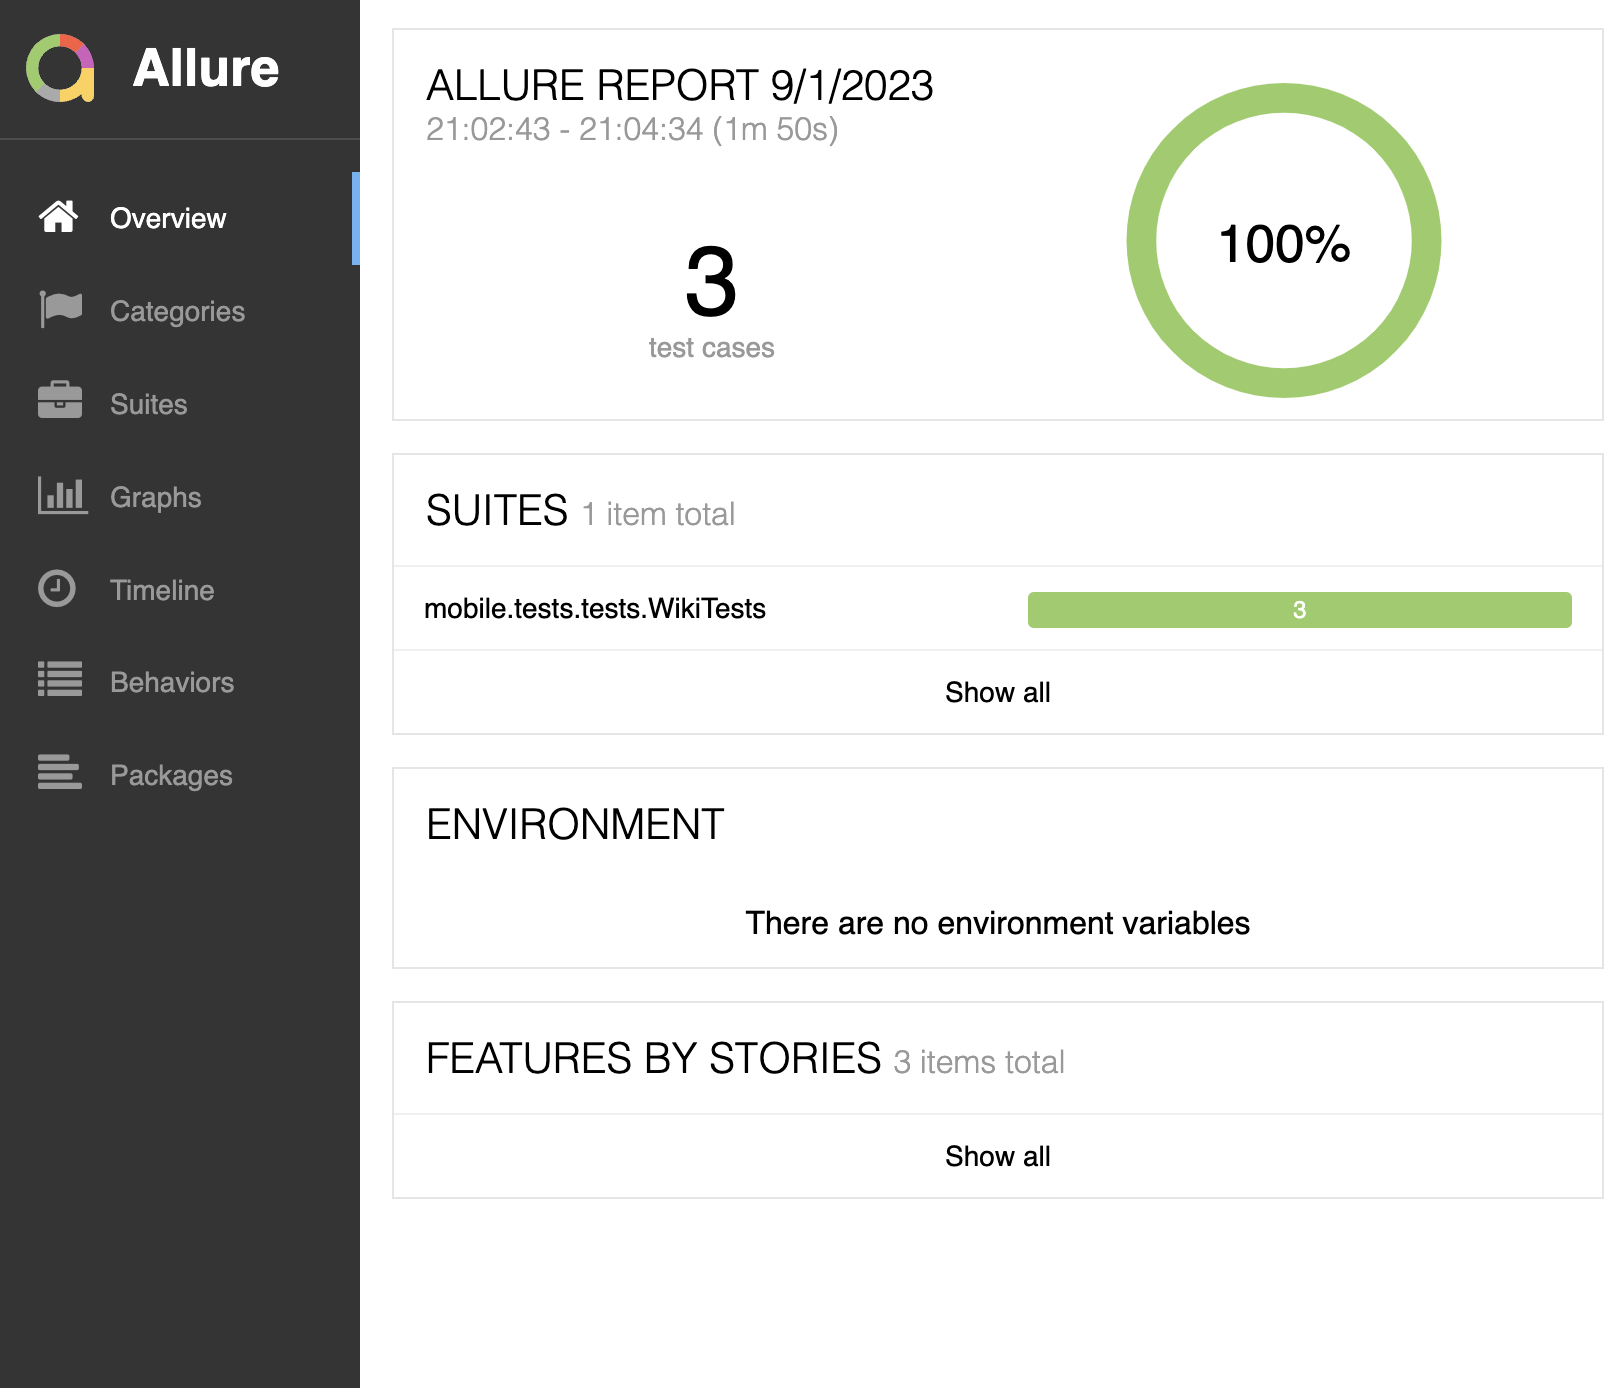 Allure
Overview
Categories
Suites
Graphs
Timeline
Behaviors
Packages
ALLURE REPORT 9/1/2023
21:02:43 - 21:04:34 (1m 50s)
3
test cases
100%
SUITES 1 item total
mobile.tests.tests.WikiTests 3
Show all
ENVIRONMENT
There are no environment variables
FEATURES BY STORIES 3 items total
Show all